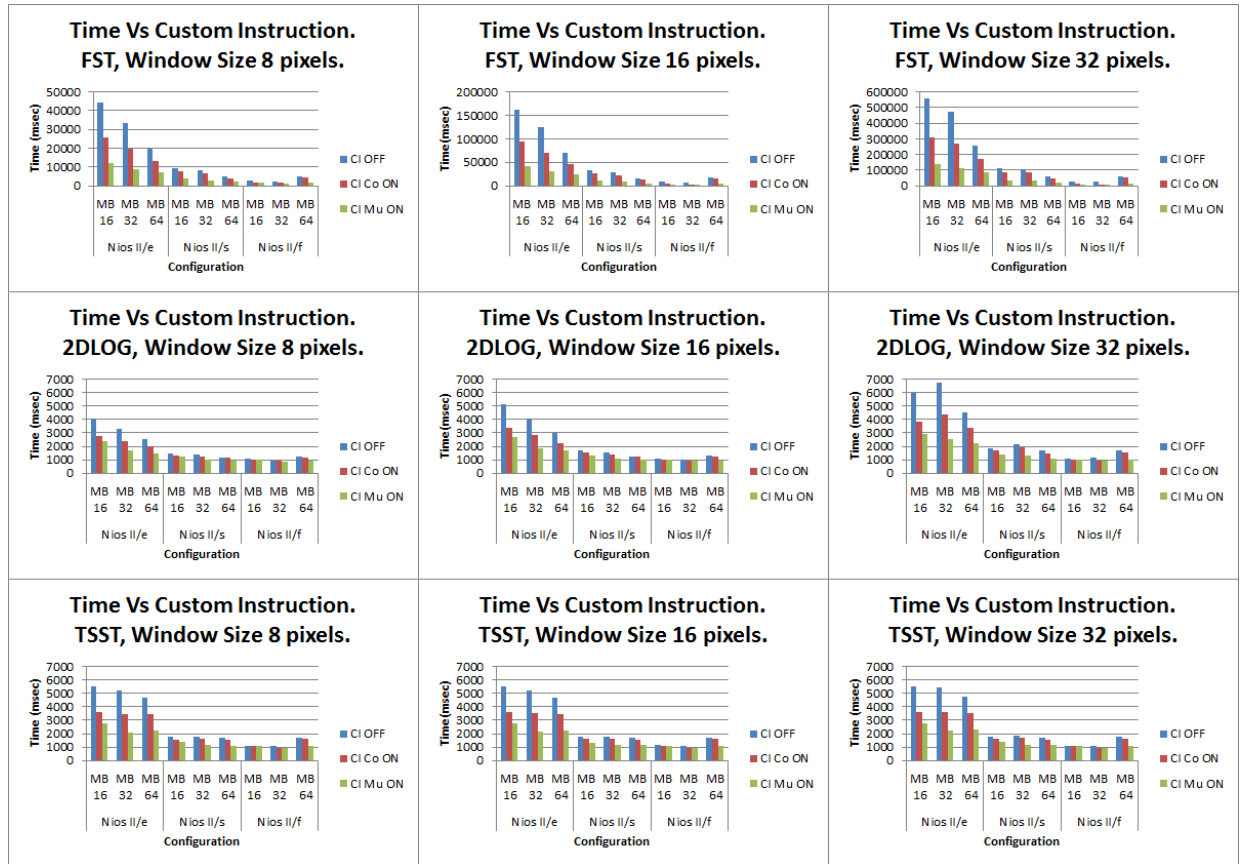 Time Vs Custom Instruction.
FST, Window Size 8 pixels.
50000
40000
30000
20000
10000
0
Time (msec)
MB MB MB MB MB MB MB MB MB
16 32 64 16 32 64 16 32 64
Nios II/e Nios II/s Nios II/f
Configuration
CI OFF
CI Co ON
CI Mu ON
Time Vs Custom Instruction.
FST, Window Size 16 pixels.
200000
150000
100000
50000
0
Time(msec)
MB MB MB MB MB MB MB MB MB
16 32 64 16 32 64 16 32 64
Nios II/e Nios II/s Nios II/f
Configuration
CI OFF
CI Co ON
CI Mu ON
Time Vs Custom Instruction.
FST, Window Size 32 pixels.
600000
500000
400000
300000
200000
100000
0
Time (msec)
MB MB MB MB MB MB MB MB MB
16 32 64 16 32 64 16 32 64
Nios II/e Nios II/s Nios II/f
Configuration
CI OFF
CI Co ON
CI Mu ON
Time Vs Custom Instruction.
2DLOG, Window Size 8 pixels.
7000
6000
5000
4000
3000
2000
1000
0
Time (msec)
MB MB MB MB MB MB MB MB MB
16 32 64 16 32 64 16 32 64
Nios II/e Nios II/s Nios II/f
Configuration
CI OFF
CI Co ON
CI Mu ON
Time Vs Custom Instruction.
2DLOG, Window Size 16 pixels.
7000
6000
5000
4000
3000
2000
1000
0
Time (msec)
MB MB MB MB MB MB MB MB MB
16 32 64 16 32 64 16 32 64
Nios II/e Nios II/s Nios II/f
Configuration
CI OFF
CI Co ON
CI Mu ON
Time Vs Custom Instruction.
2DLOG, Window Size 32 pixels.
7000
6000
5000
4000
3000
2000
1000
0
Time (msec)
MB MB MB MB MB MB MB MB MB
16 32 64 16 32 64 16 32 64
Nios II/e Nios II/s Nios II/f
Configuration
CI OFF
CI Co ON
CI Mu ON
Time Vs Custom Instruction.
TSST, Window Size 8 pixels.
7000
6000
5000
4000
3000
2000
1000
0
Time (msec)
MB MB MB MB MB MB MB MB MB
16 32 64 16 32 64 16 32 64
Nios II/e Nios II/s Nios II/f
Configuration
CI OFF
CI Co ON
CI Mu ON
Time Vs Custom Instruction.
TSST, Window Size 16 pixels.
7000
6000
5000
4000
3000
2000
1000
0
Time (msec)
MB MB MB MB MB MB MB MB MB
16 32 64 16 32 64 16 32 64
Nios II/e Nios II/s Nios II/f
Configuration
CI OFF
CI Co ON
CI Mu ON
Time Vs Custom Instruction.
TSST, Window Size 32 pixels.
7000
6000
5000
4000
3000
2000
1000
0
Time (msec)
MB MB MB MB MB MB MB MB MB
16 32 64 16 32 64 16 32 64
Nios II/e Nios II/s Nios II/f
Configuration
CI OFF
CI Co ON
CI Mu ON